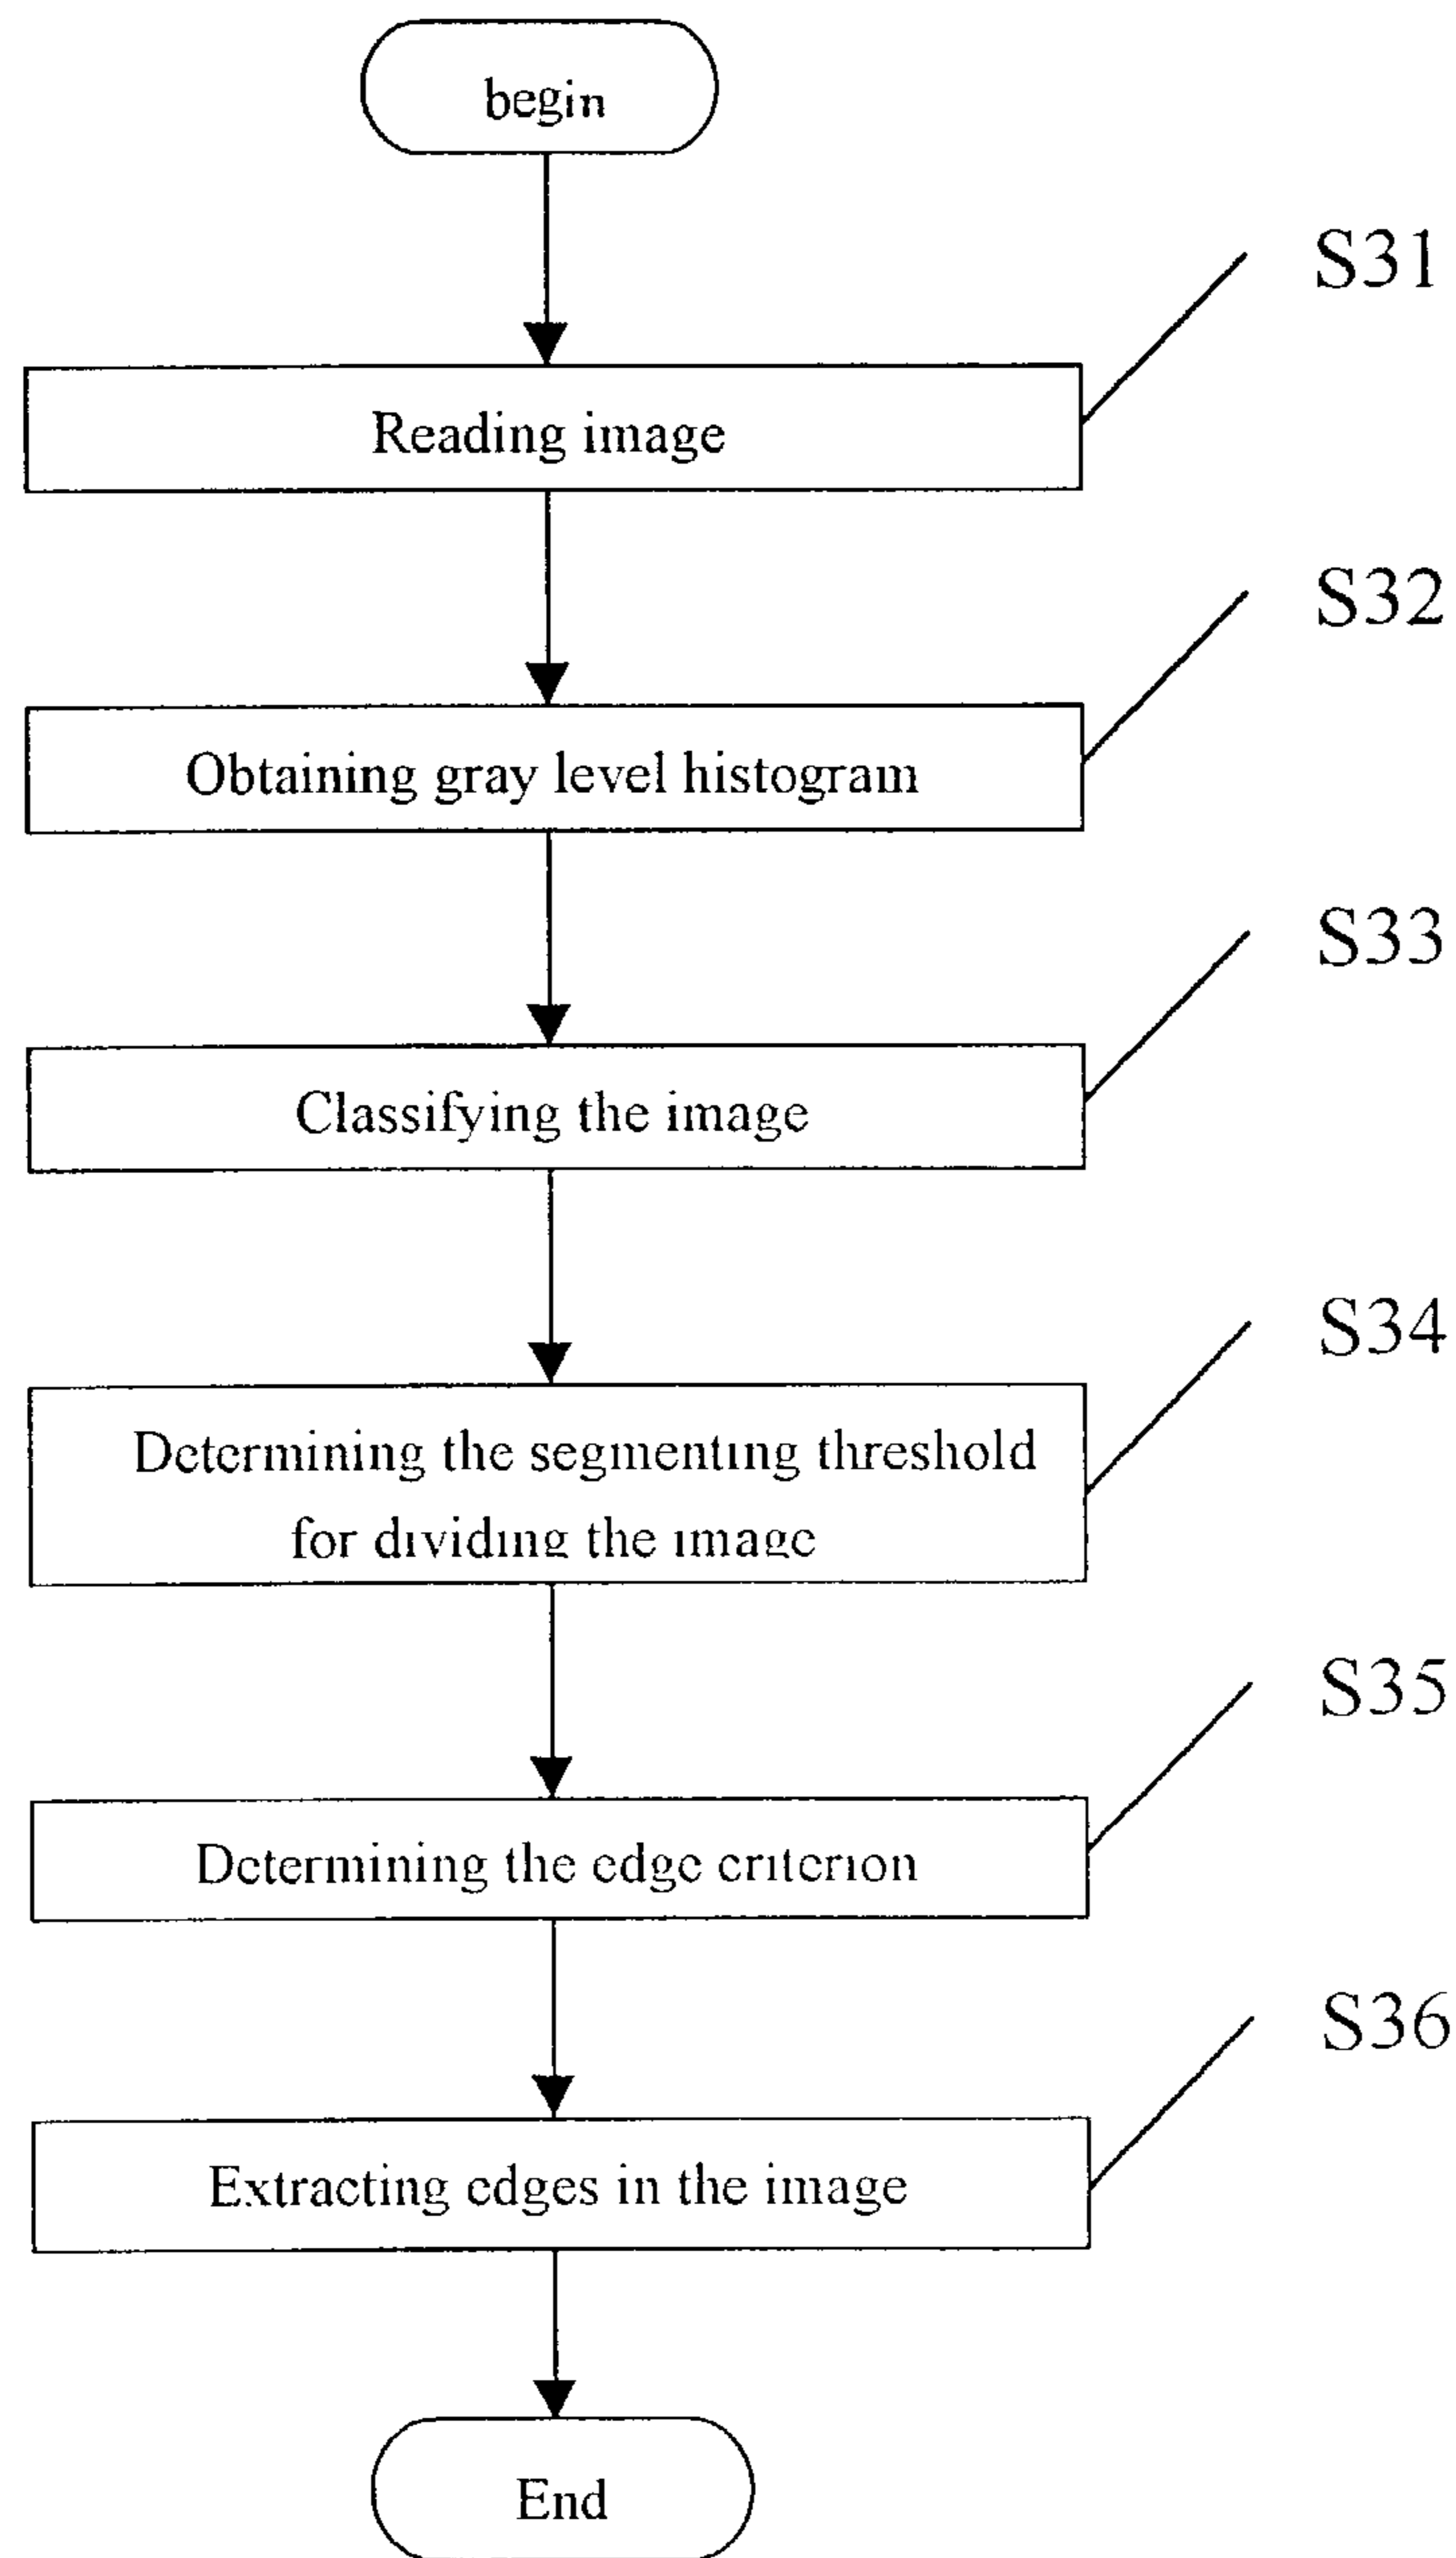 begin
S31
Reading image
S32
Obtaining gray level histogram
S33
Classifying the image
S34
Determining the segmenting threshold
for dividing the image
S35
Determining the edge criterion
S36
Extracting edges in the image
End